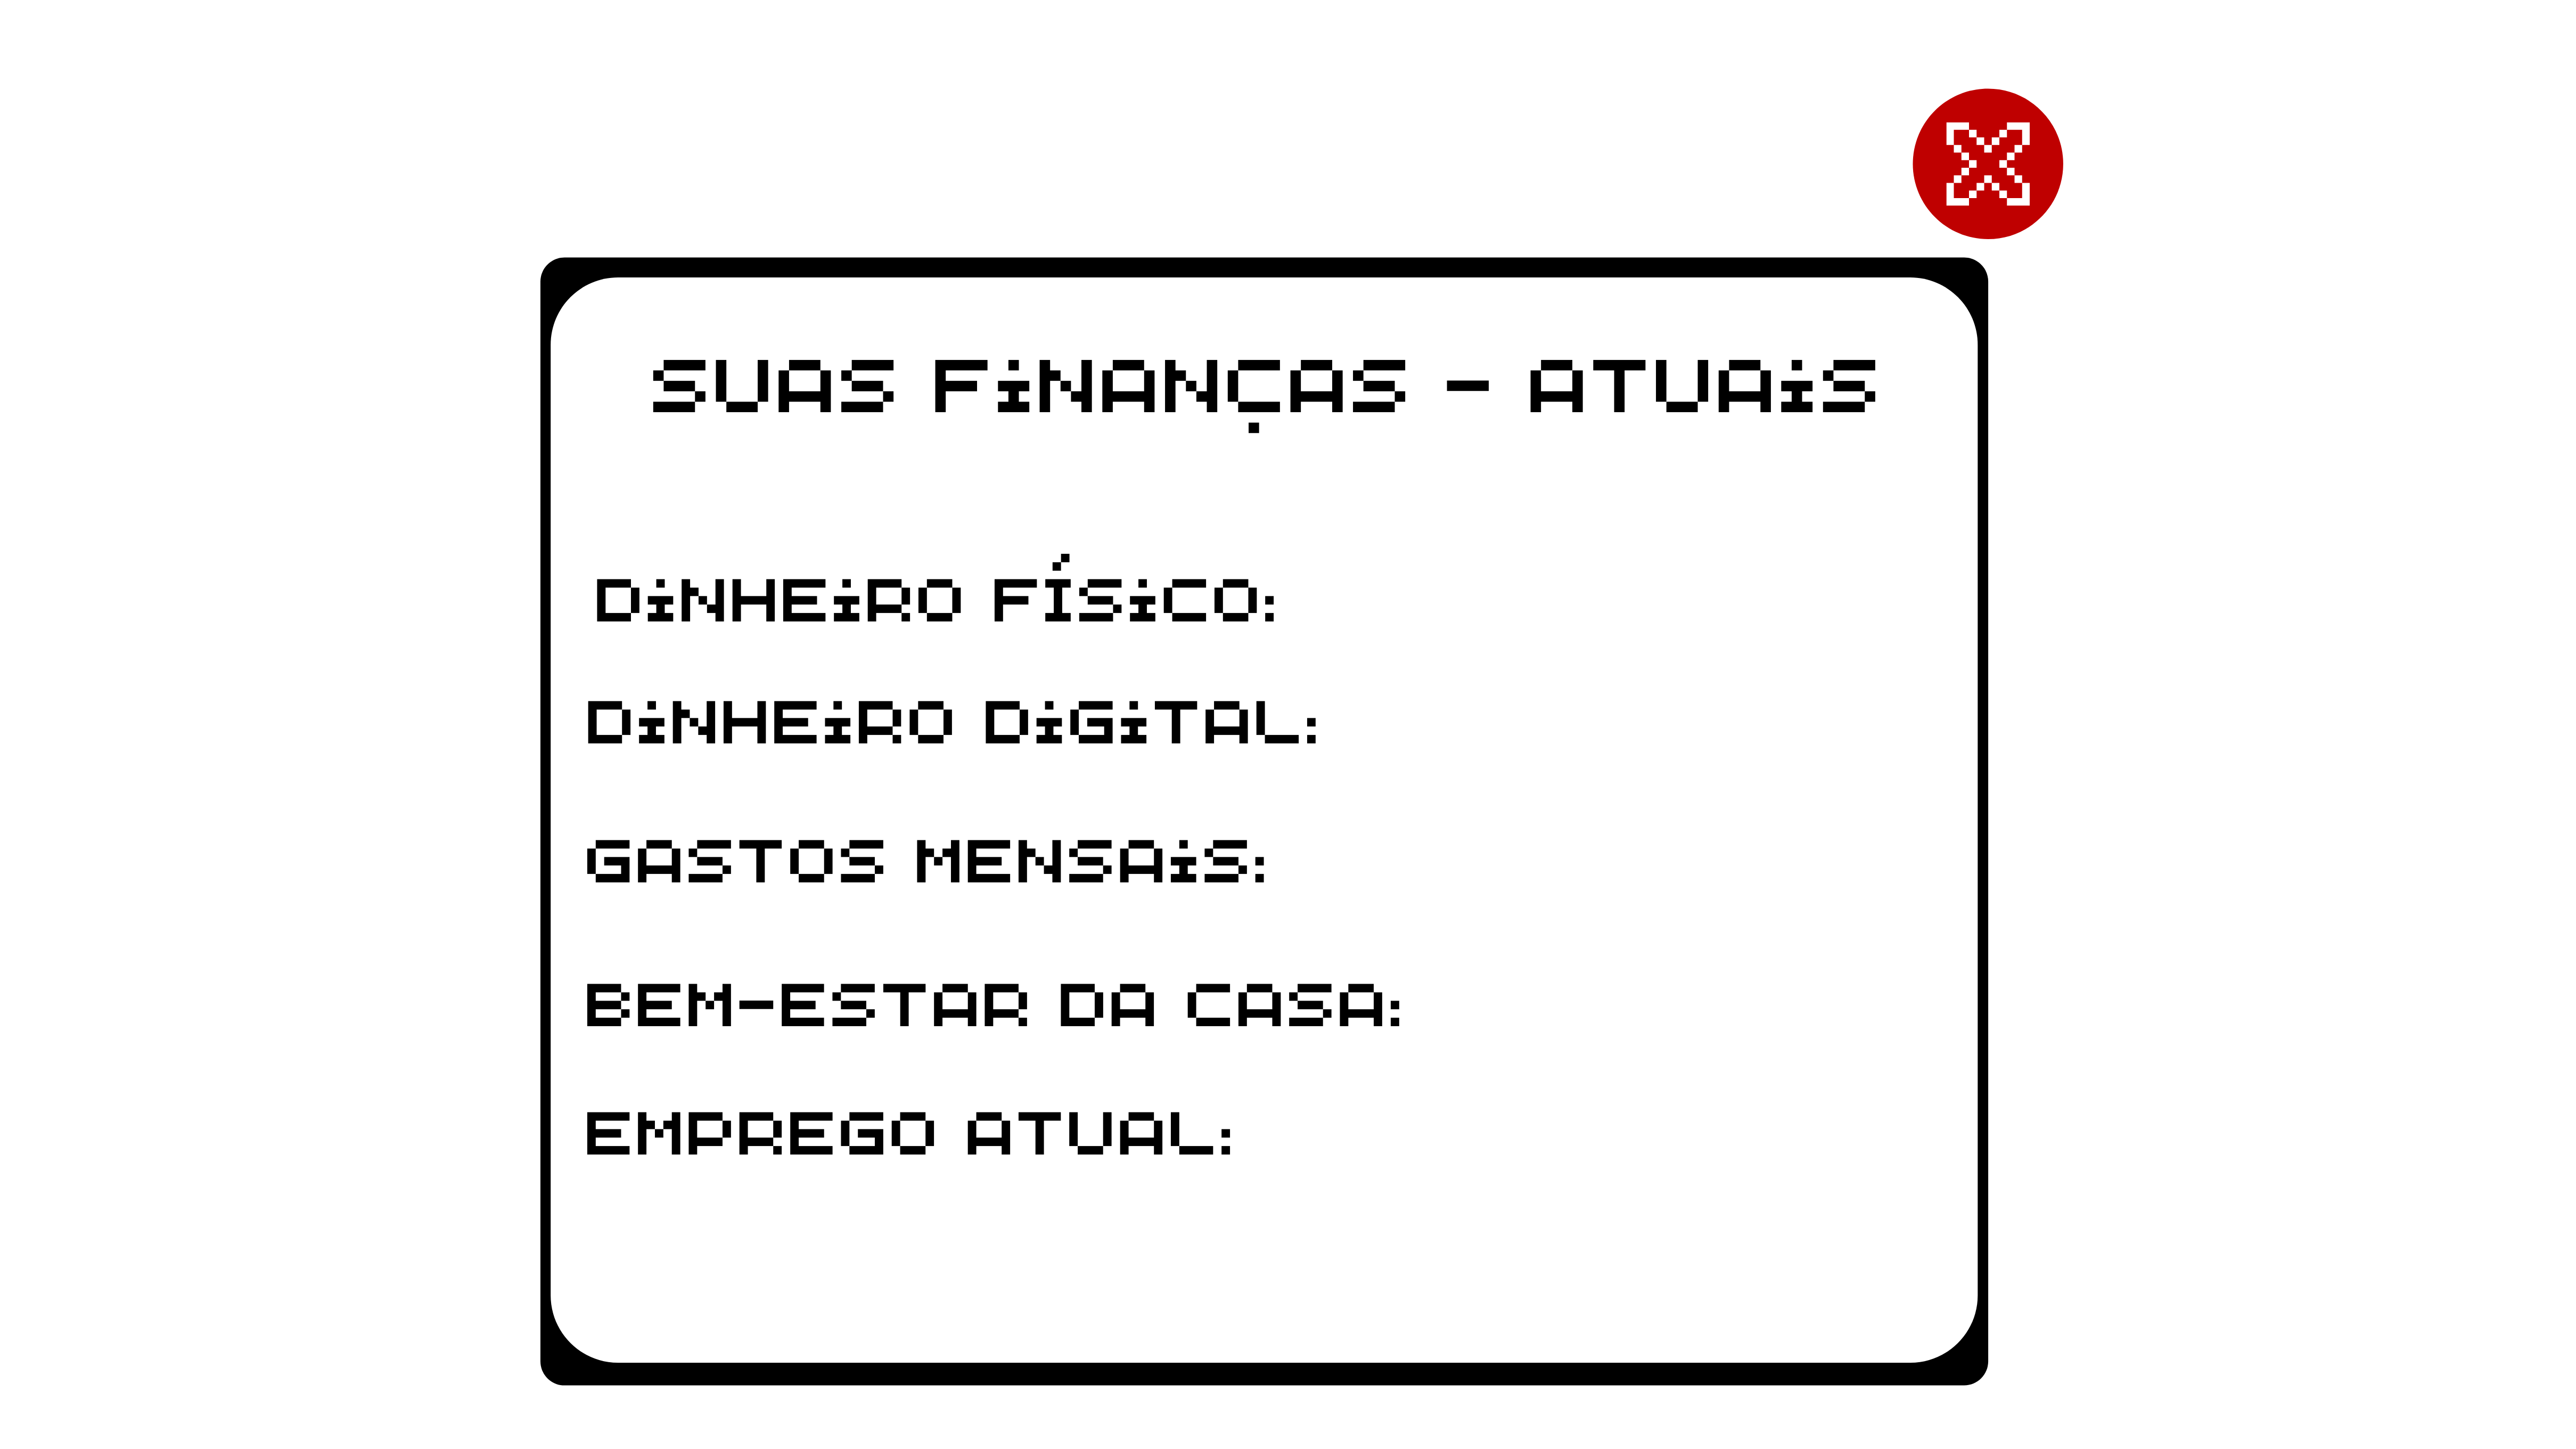 X
SUAS FiNANÇAS - ATUAiS
DiNHEiRO FÍSiCO:
DiNHEiRO DiGiTAL:
GASTOS MENSAiS:
BEM-ESTAR DA CASA:
EMPREGO ATUAL: